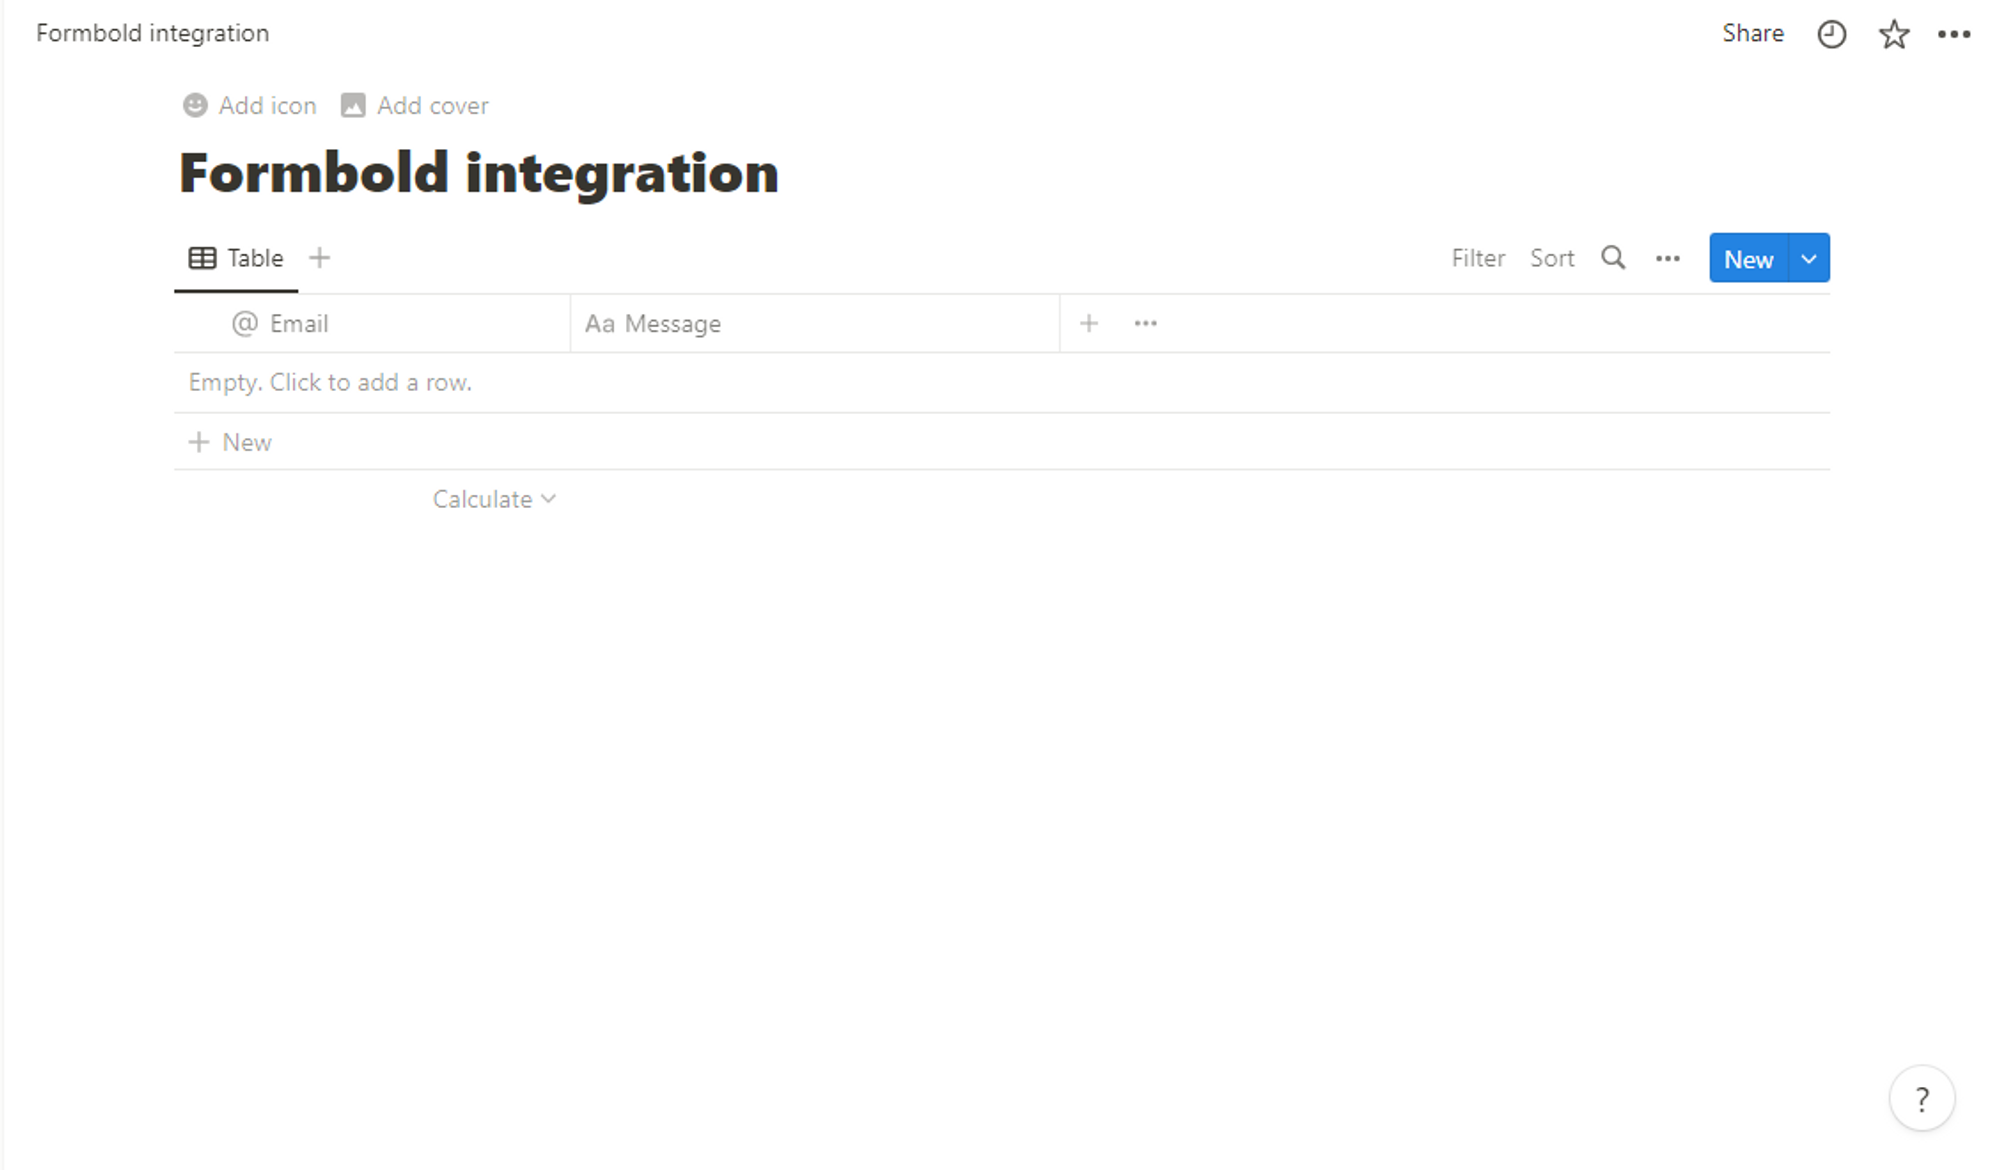 Formbold integration
Share
Add icon Add cover
Formbold integration
Table
Filter Sort New
@ Email Aa Message
Empty. Click to add a row.
+ New
Calculate
?